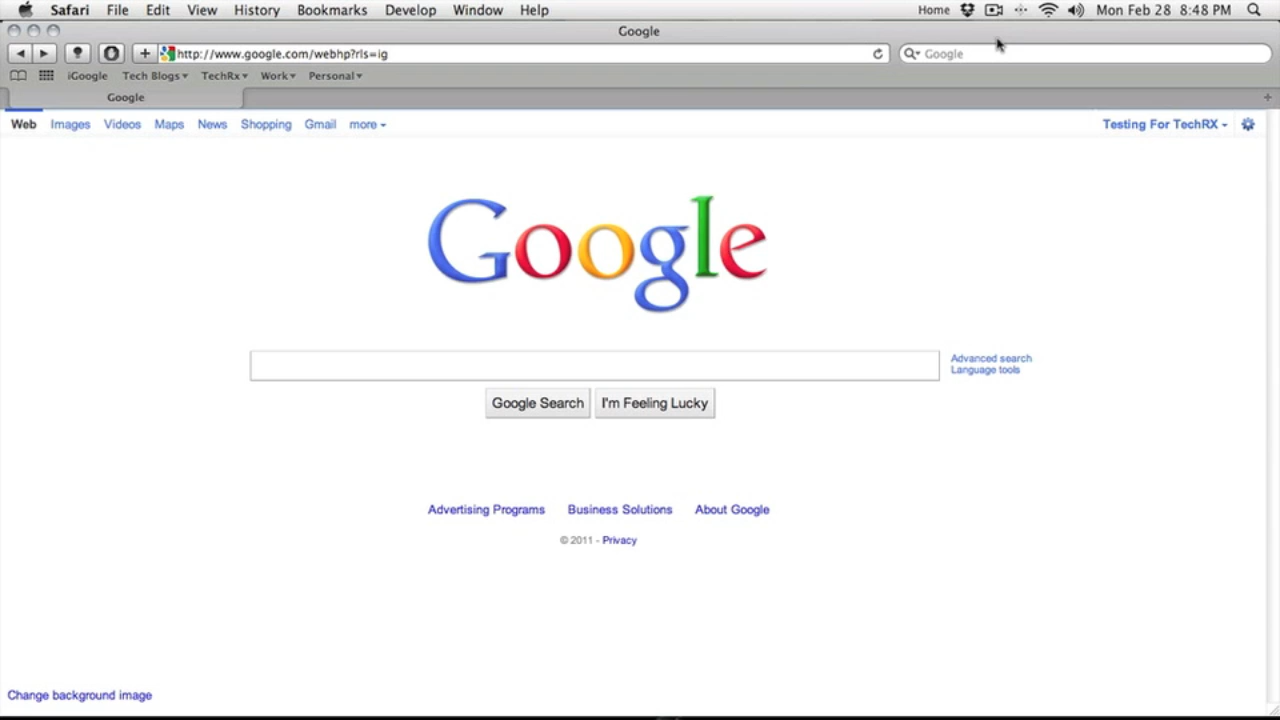 Safari File Edit View History Bookmarks Develop Window Help Home Mon Feb 28 8:48 PM
Google
http://www.google.com/webhp?rls=ig Google
iGoogle Tech Blogs▾ TechRx▾ Work▾ Personal▾
Google
Web Images Videos Maps News Shopping Gmail more Testing For TechRX
Google
Advanced search
Language tools
Google Search I'm Feeling Lucky
Advertising Programs Business Solutions About Google
© 2011 - Privacy
Change background image